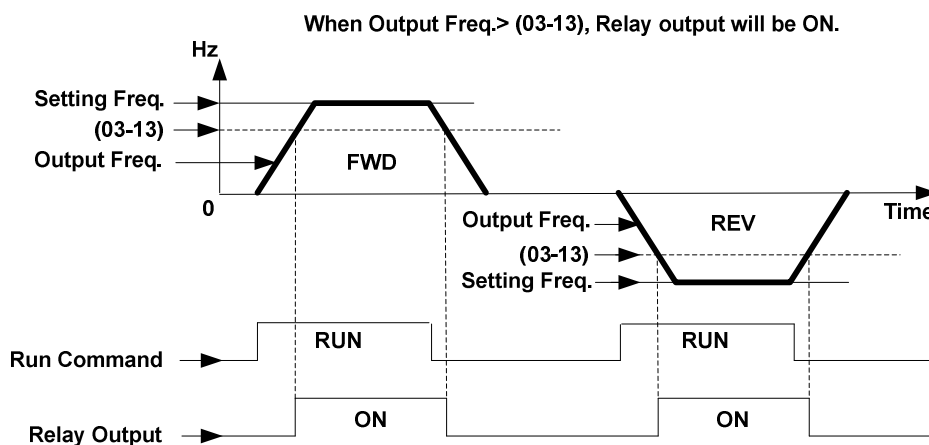 When Output Freq.> (03-13), Relay output will be ON.
Hz
Setting Freq.
(03-13)
Output Freq.
FWD
0
Time
Output Freq.
REV
(03-13)
Setting Freq.
Run Command
RUN
RUN
Relay Output
ON
ON